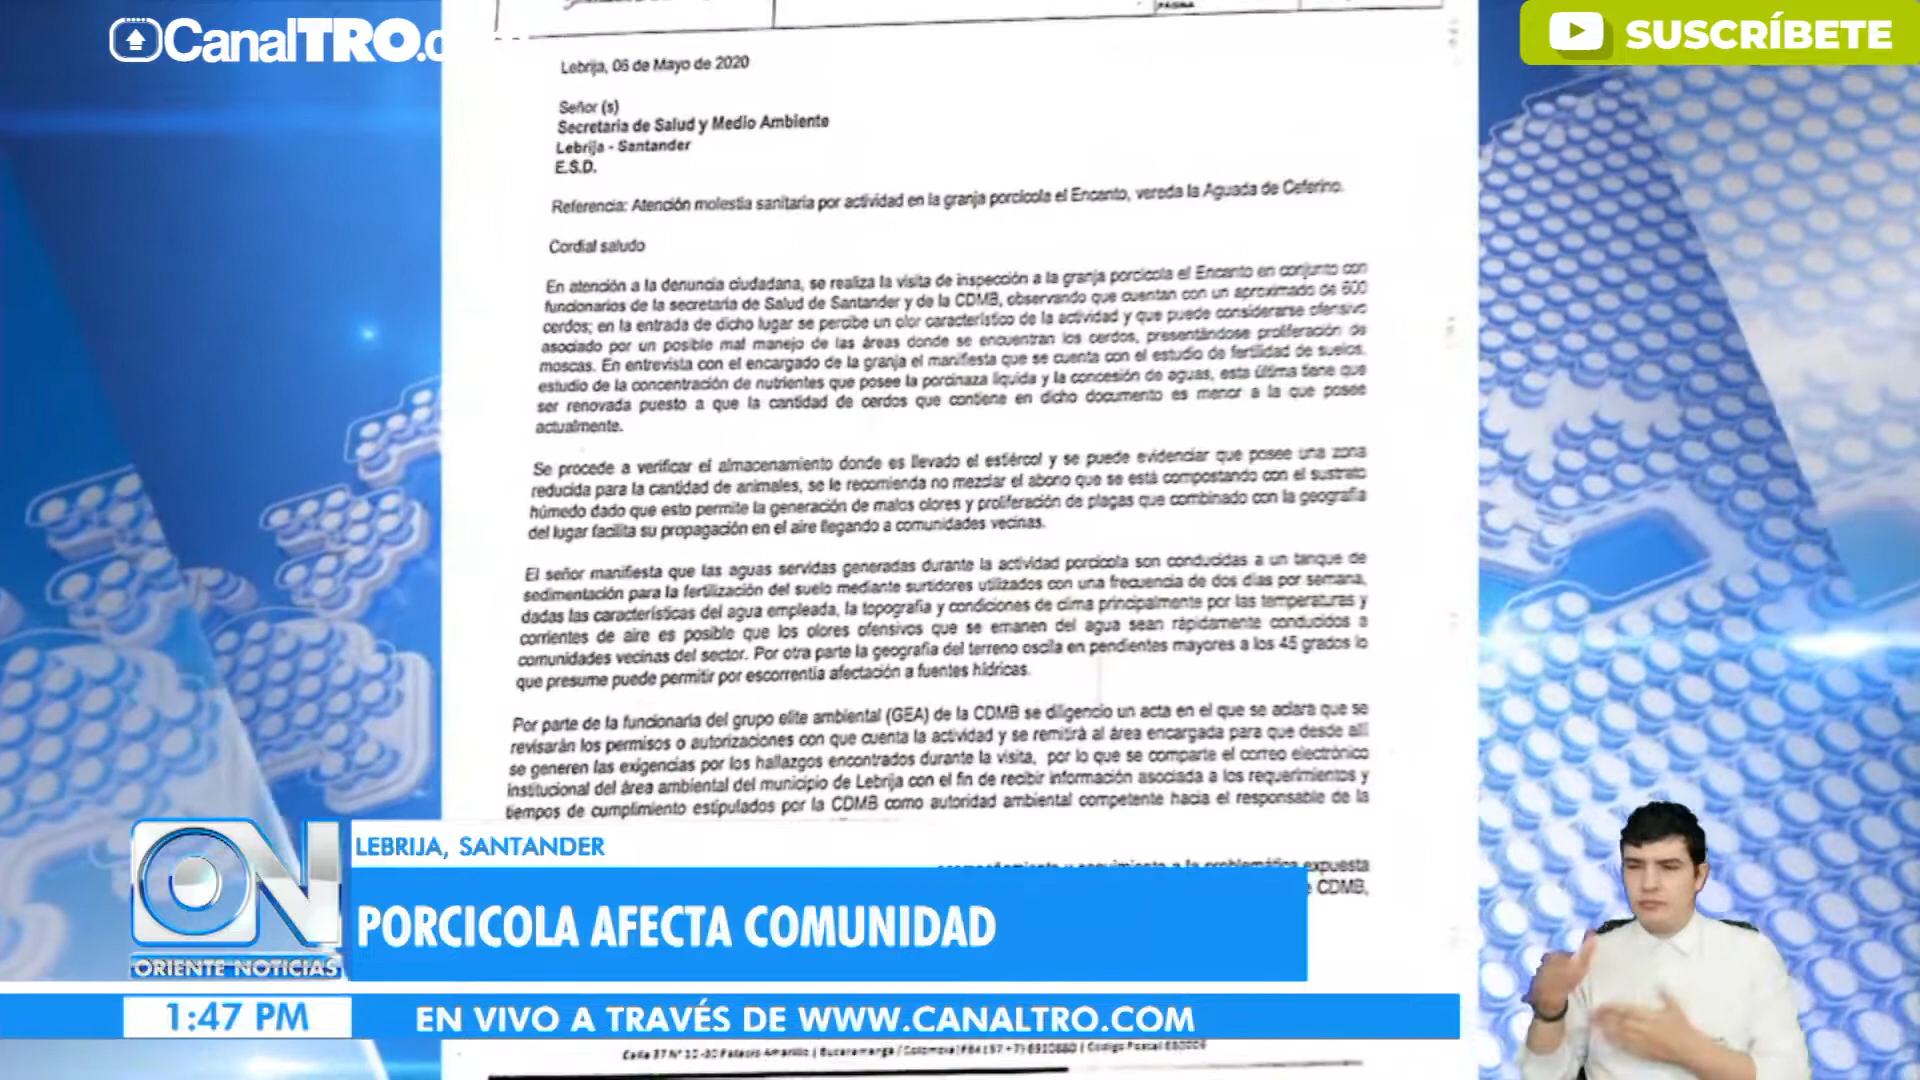 CanalTRO.c
SUSCRÍBETE
PÁGINA
Lebrija, 06 de Mayo de 2020
Señor (s)
Secretaria de Salud y Medio Ambiente
Lebrija - Santander
E.S.D.
Referencia: Atención molestia sanitaria por actividad en la granja porcicola el Encanto, vereda la Aguada de Ceferino.
Cordial saludo
En atención a la denuncia ciudadana, se realiza la visita de inspección a la granja porcicola el Encanto en conjunto con
funcionarios de la secretaria de Salud de Santander y de la CDMB, observando que cuentan con un aproximado de 600
cerdos; en la entrada de dicho lugar se percibe un olor característico de la actividad y que puede considerarse ofensivo
asociado por un posible mal manejo de las áreas donde se encuentran los cerdos, presentándose proliferación de
moscas. En entrevista con el encargado de la granja el manifiesta que se cuenta con el estudio de fertilidad de suelos,
estudio de la concentración de nutrientes que posee la porcinaza liquida y la concesión de aguas, esta última tiene que
ser renovada puesto a que la cantidad de cerdos que contiene en dicho documento es menor a la que posee
actualmente.
Se procede a verificar el almacenamiento donde es llevado el estiércol y se puede evidenciar que posee una zona
reducida para la cantidad de animales, se le recomienda no mezclar el abono que se está compostando con el sustrato
húmedo dado que esto permite la generación de malos olores y proliferación de plagas que combinado con la geografía
del lugar facilita su propagación en el aire llegando a comunidades vecinas.
El señor manifiesta que las aguas servidas generadas durante la actividad porcicola son conducidas a un tanque de
sedimentación para la fertilización del suelo mediante surtidores utilizados con una frecuencia de dos días por semana,
dadas las características del agua empleada, la topografía y condiciones de clima principalmente por las temperaturas y
corrientes de aire es posible que los olores ofensivos que se emanen del agua sean rápidamente conducidos a
comunidades vecinas del sector. Por otra parte la geografía del terreno oscila en pendientes mayores a los 45 grados lo
que presume puede permitir por escorrentía afectación a fuentes hídricas.
Por parte de la funcionaria del grupo elite ambiental (GEA) de la CDMB se diligencio un acta en el que se aclara que se
revisarán los permisos o autorizaciones con que cuenta la actividad y se remitirá al área encargada para que desde allí
se generen las exigencias por los hallazgos encontrados durante la visita, por lo que se comparte el correo electrónico
institucional del área ambiental del municipio de Lebrija con el fin de recibir información asociada a los requerimientos y
tiempos de cumplimiento estipulados por la CDMB como autoridad ambiental competente hacia el responsable de la
seguimiento a la problemática expuesta
CDMB,
LEBRIJA, SANTANDER
PORCICOLA AFECTA COMUNIDAD
ON
ORIENTE NOTICIAS
1:47 PM
EN VIVO A TRAVÉS DE WWW.CANALTRO.COM
Palacio Amarillo | Bucaramanga / Colombia | Código Postal